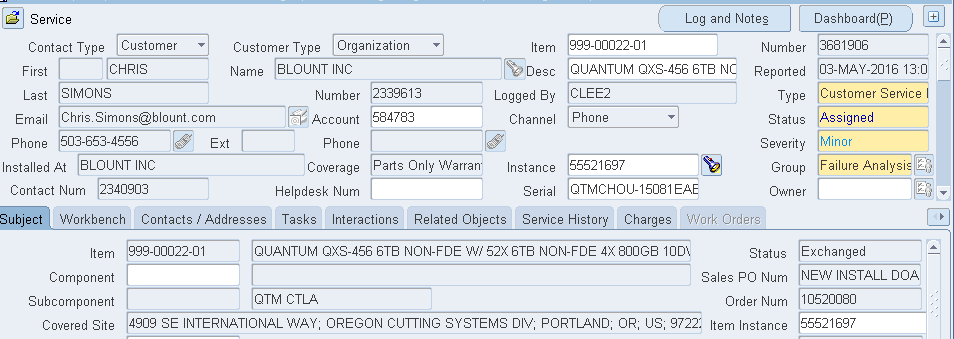 Service Log and Notes Dashboard(P)
Contact Type Customer Customer Type Organization Item 999-00022-01 Number 3681906
First CHRIS Name BLOUNT INC Desc QUANTUM QXS-456 6TB NO Reported 03-MAY-2016 13:0
Last SIMONS Number 2339613 Logged By CLEE2 Type Customer Service
Email Chris.Simons@blount.com Account 584783 Channel Phone Status Assigned
Phone 503-653-4556 Ext Phone Severity Minor
Installed At BLOUNT INC Coverage Parts Only Warran Instance 55521697 Group Failure Analysis
Contact Num 2340903 Helpdesk Num Serial QTMCHOU-15081EAE Owner
Subject Workbench Contacts / Addresses Tasks Interactions Related Objects Service History Charges Work Orders
Item 999-00022-01 QUANTUM QXS-456 6TB NON-FDE W/ 52X 6TB NON-FDE 4X 800GB 10DW Status Exchanged
Component Sales PO Num NEW INSTALL DOA
Subcomponent QTM CTLA Order Num 10520080
Covered Site 4909 SE INTERNATIONAL WAY; OREGON CUTTING SYSTEMS DIV; PORTLAND; OR; US; 9722 Item Instance 55521697